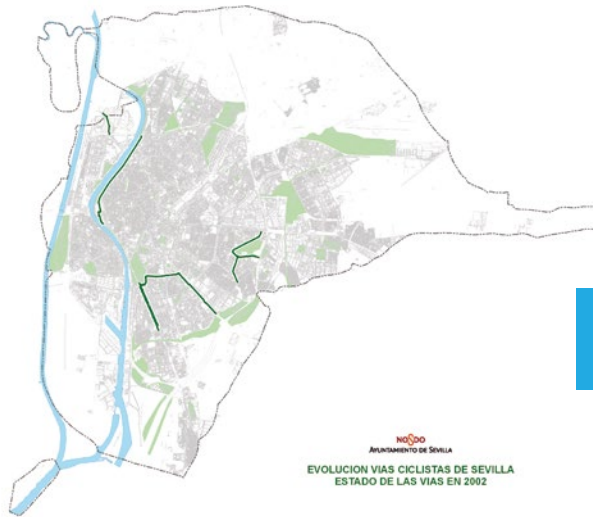 NO8DO
AYUNTAMIENTO DE SEVILLA
EVOLUCION VIAS CICLISTAS DE SEVILLA
ESTADO DE LAS VIAS EN 2002